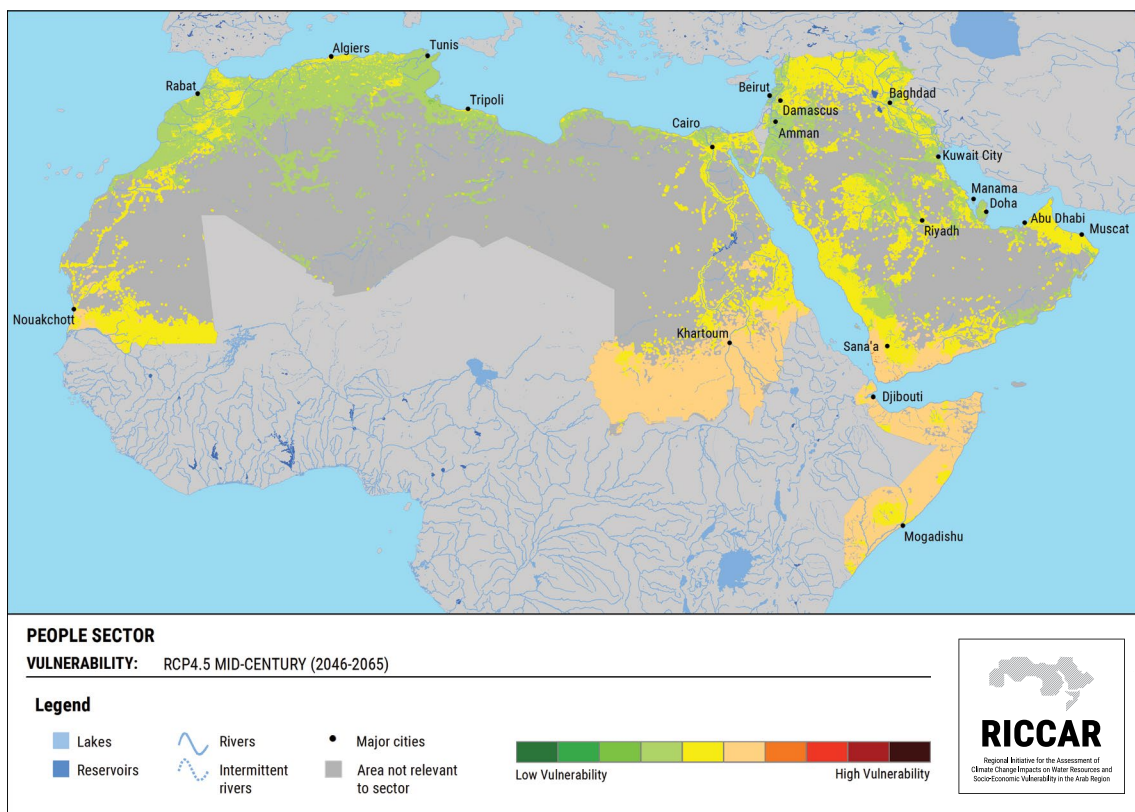 Algiers
Tunis
Rabat
Tripoli
Beirut
Damascus
Baghdad
Cairo
Amman
Kuwait City
Manama
Doha
Abu Dhabi
Riyadh
Muscat
Nouakchott
Khartoum
Sana'a
Djibouti
Mogadishu
PEOPLE SECTOR
VULNERABILITY: RCP4.5 MID-CENTURY (2046-2065)
Legend
Lakes
Reservoirs
Rivers
Intermittent
rivers
Major cities
Area not relevant
to sector
Low Vulnerability
High Vulnerability
RICCAR
Regional Initiative for the Assessment of
Climate Change Impacts on Water Resources and
Socio-Economic Vulnerability in the Arab Region